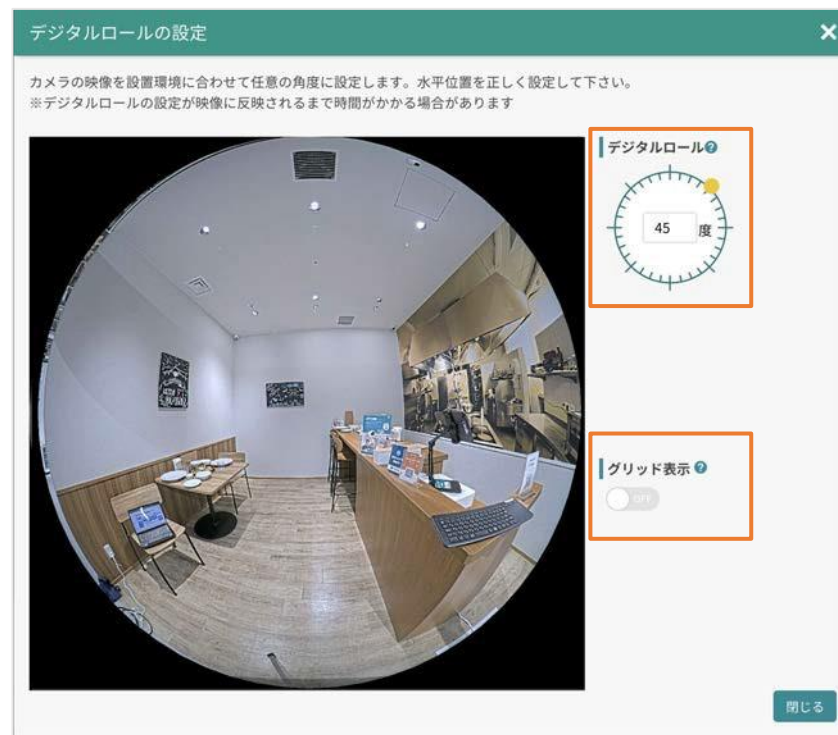 デジタルロールの設定
カメラの映像を設置環境に合わせて任意の角度に設定します。水平位置を正しく設定して下さい。
※デジタルロールの設定が映像に反映されるまで時間がかかる場合があります
デジタルロール
45 度
グリッド表示
OFF
閉じる